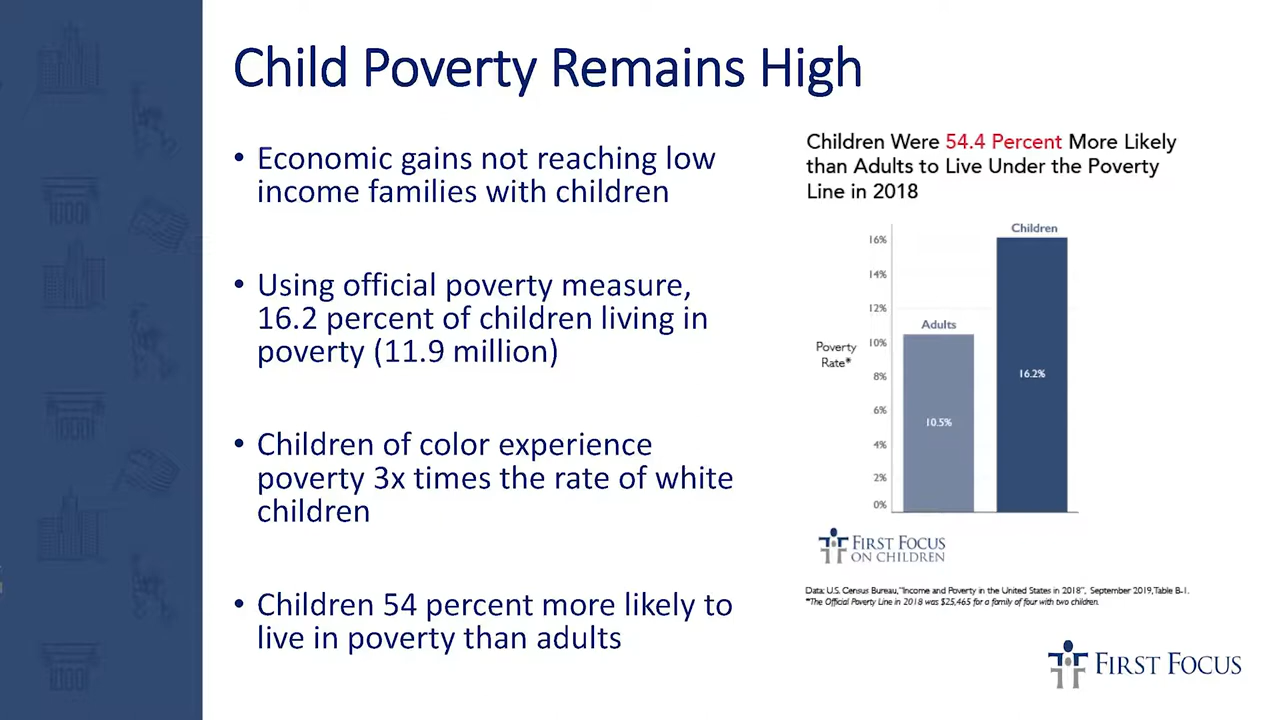 Child Poverty Remains High
• Economic gains not reaching low
income families with children
• Using official poverty measure,
16.2 percent of children living in
poverty (11.9 million)
• Children of color experience
poverty 3x times the rate of white
children
• Children 54 percent more likely to
live in poverty than adults
Children Were 54.4 Percent More Likely
than Adults to Live Under the Poverty
Line in 2018
Children
16%
14%
12%
Adults
Poverty
Rate*
10%
8%
6%
4%
2%
0%
10.5%
16.2%
FIRST FOCUS
ON CHILDREN
Data: U.S. Census Bureau, "Income and Poverty in the United States in 2018", September 2019, Table B-1.
*The Official Poverty Line in 2018 was $25,465 for a family of four with two children.
FIRST FOCUS